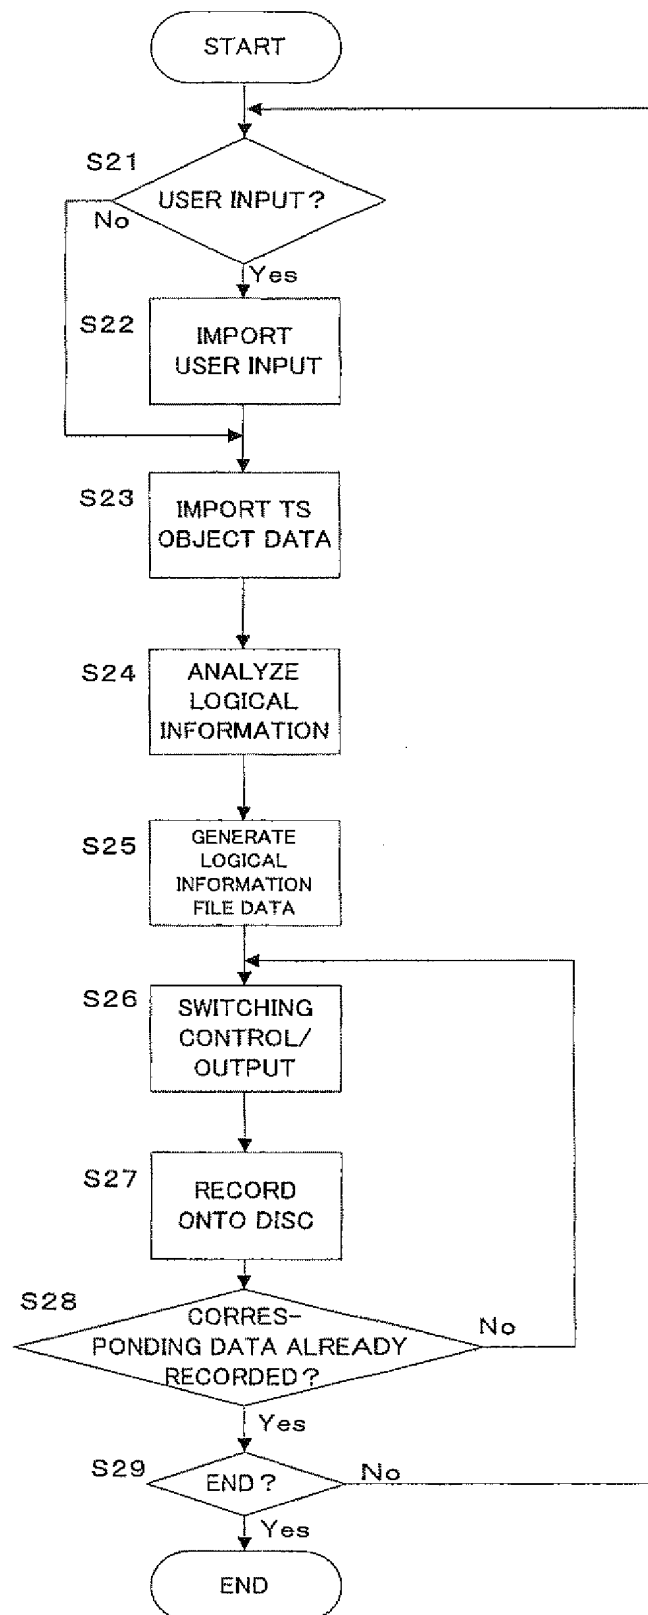 START
S21
USER INPUT?
No
Yes
S22
IMPORT
USER INPUT
S23
IMPORT TS
OBJECT DATA
S24
ANALYZE
LOGICAL
INFORMATION
S25
GENERATE
LOGICAL
INFORMATION
FILE DATA
S26
SWITCHING
CONTROL/
OUTPUT
S27
RECORD
ONTO DISC
S28
CORRES-
PONDING DATA ALREADY
RECORDED?
No
Yes
S29
END?
No
Yes
END